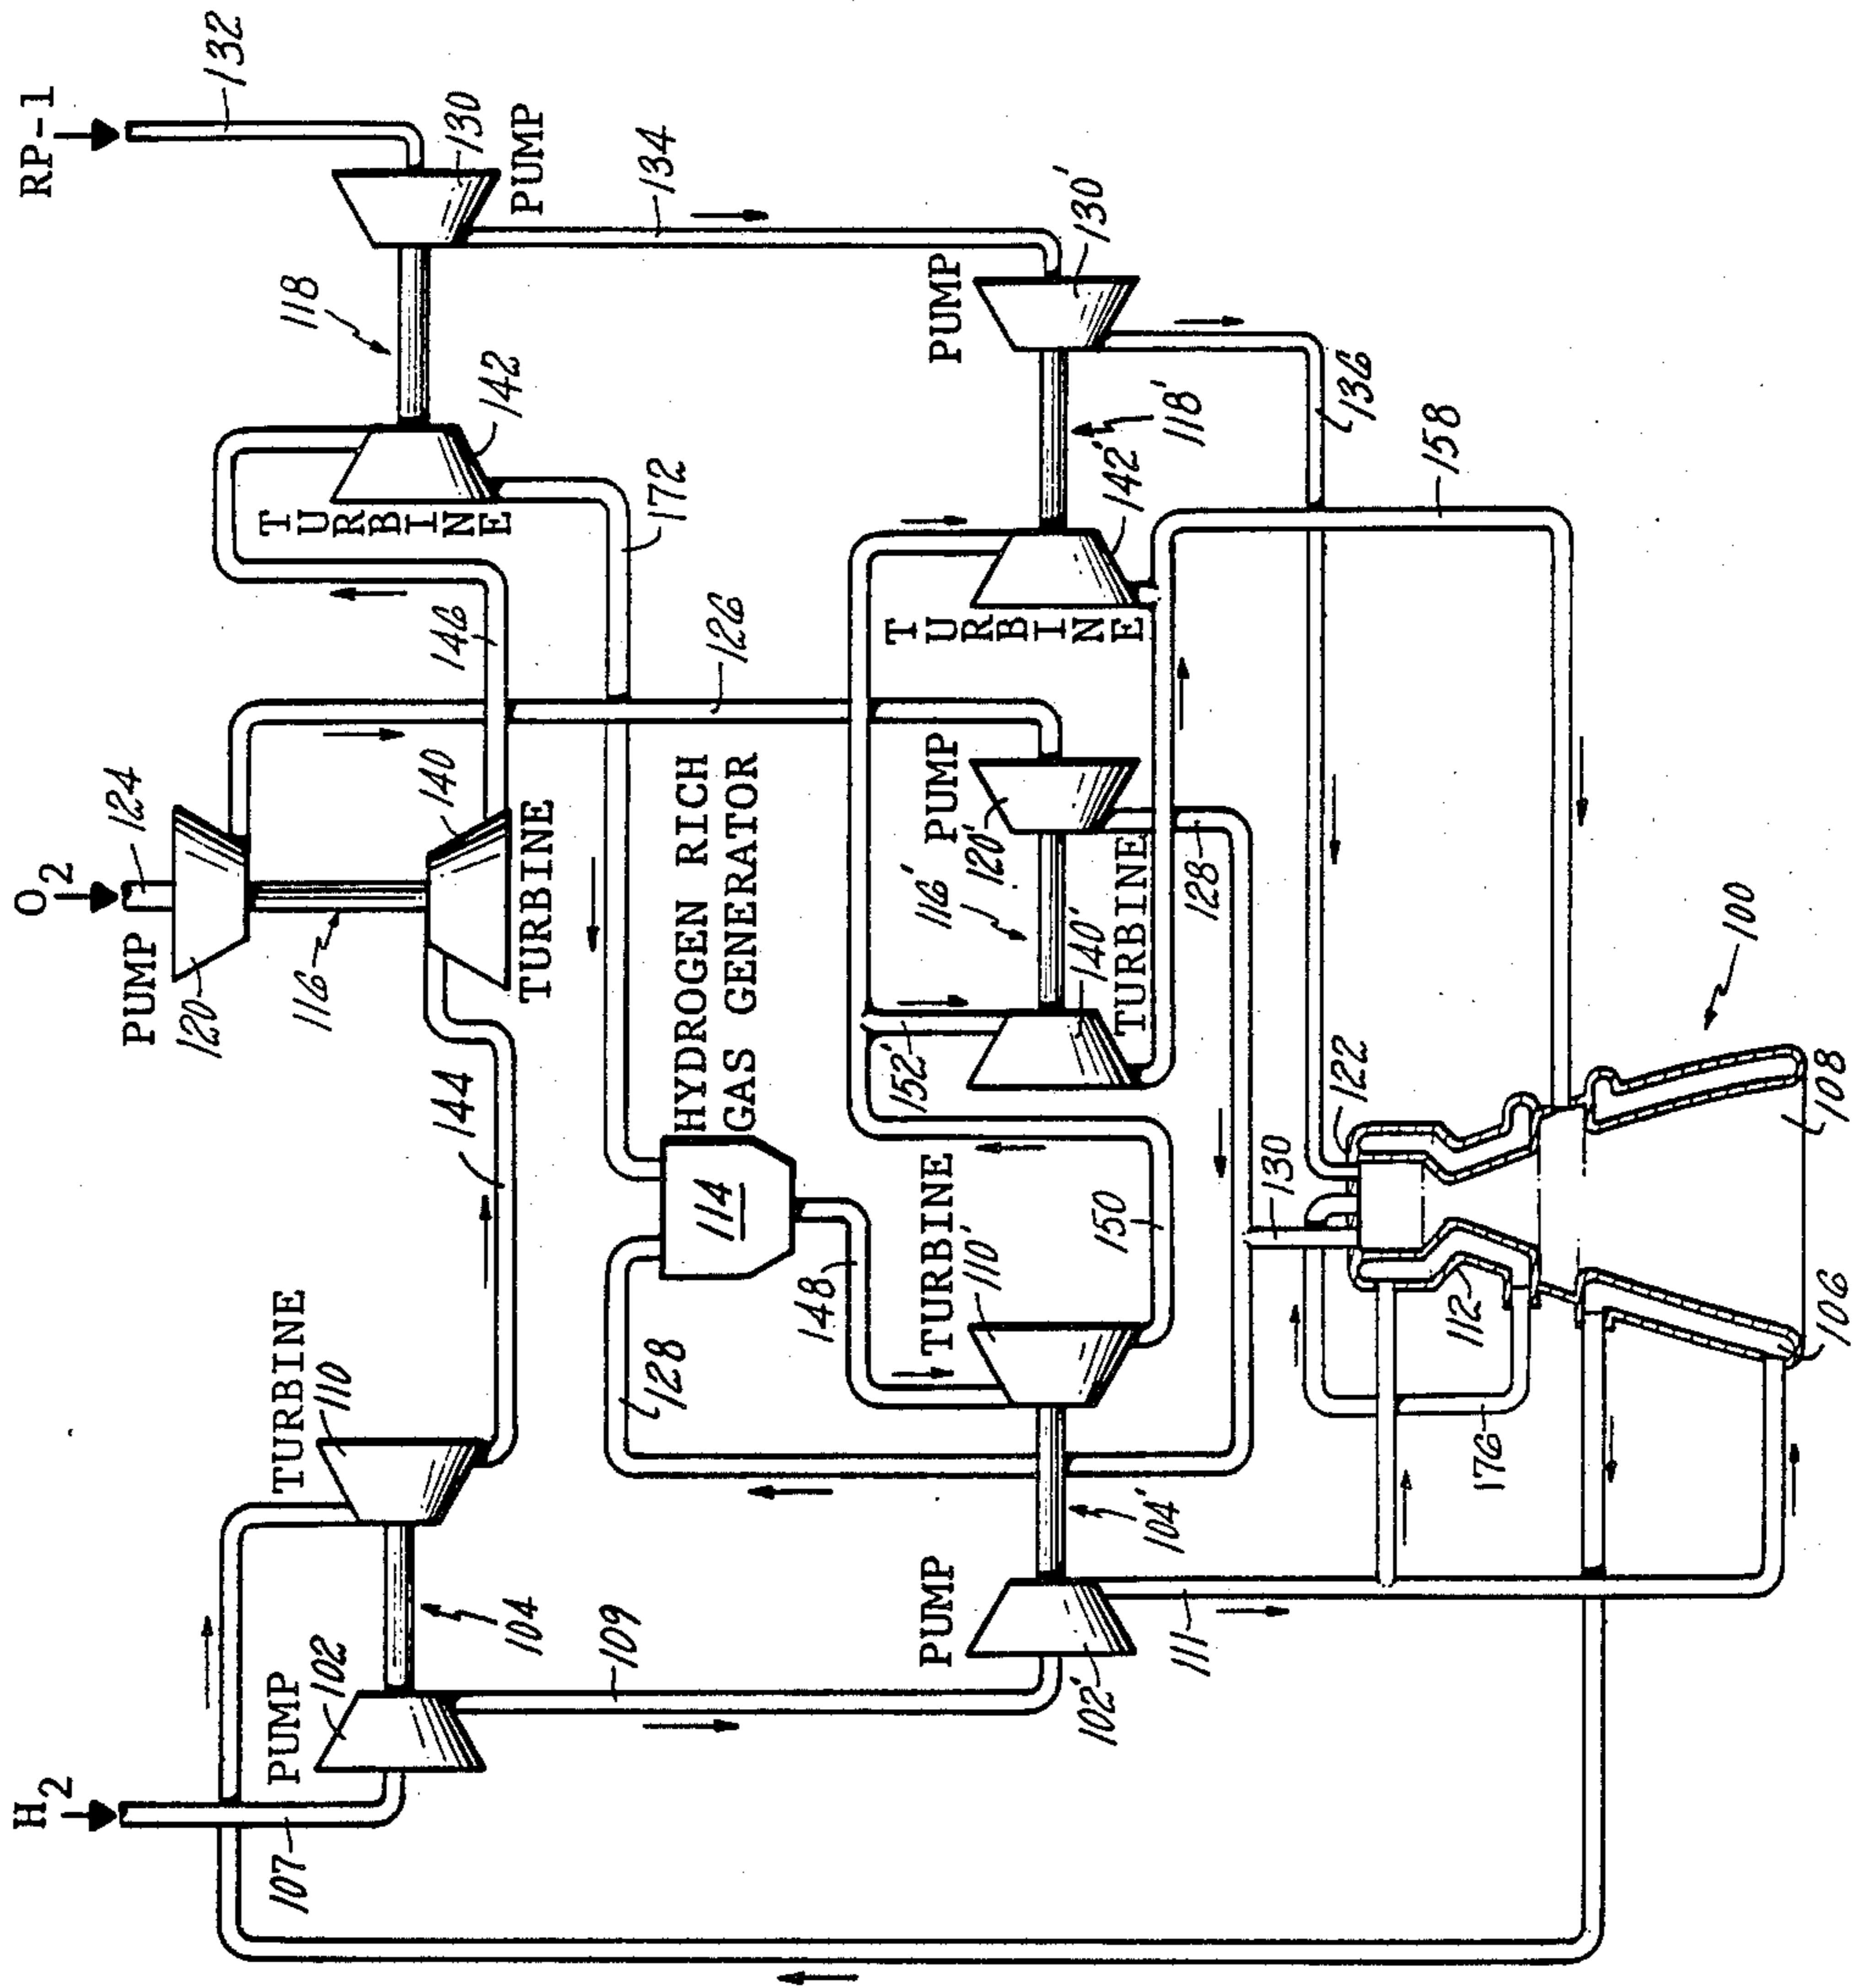 H2
O2
RP-1
107
PUMP
102
104
TURBINE
110
144
PUMP
120
124
116
TURBINE
140
146
TURBINE
142
118
130
PUMP
132
109
128
HYDROGEN RICH
GAS GENERATOR
114
148
172
126
134
PUMP
102'
104'
TURBINE
110'
150
152'
TURBINE
140'
116'
PUMP
120'
128
TURBINE
142'
118'
PUMP
130'
111
176
112
130
122
136
158
106
108
100